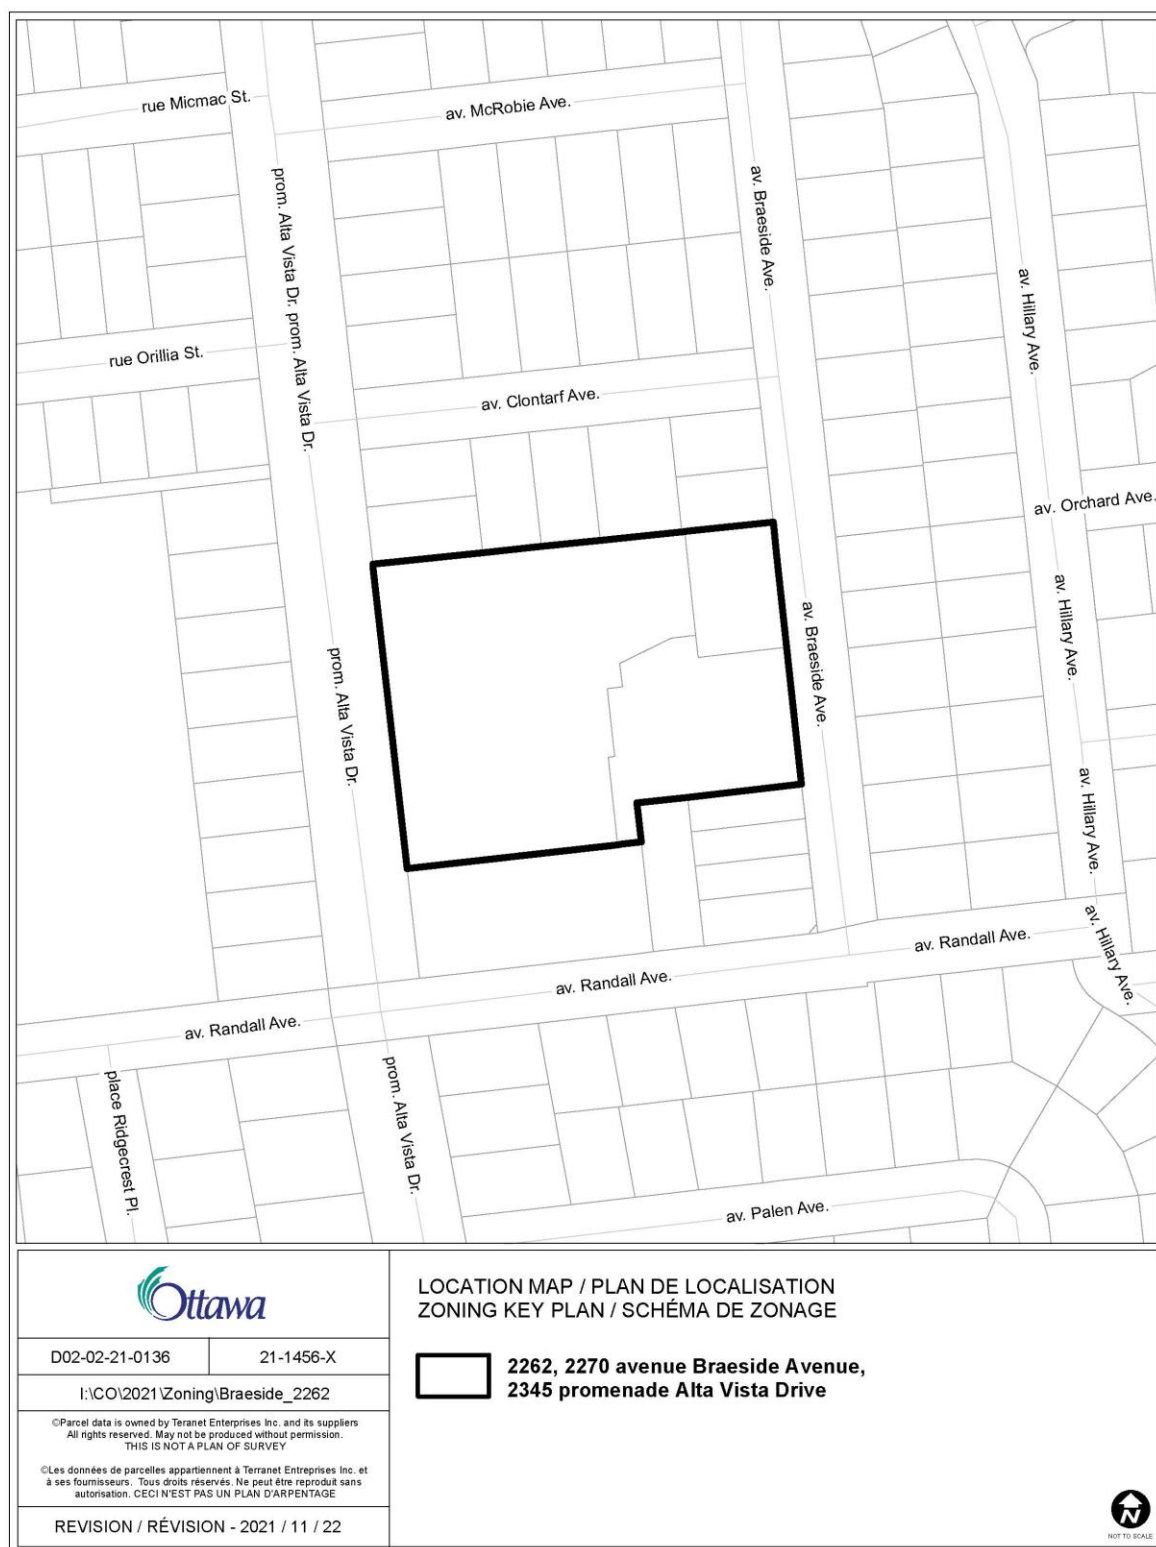 rue Micmac St.
av. McRobie Ave.
prom. Alta Vista Dr.
av. Braeside Ave.
av. Hillary Ave.
prom. Alta Vista Dr.
rue Orillia St.
av. Clontarf Ave.
av. Orchard Ave.
av. Hillary Ave.
av. Braeside Ave.
prom. Alta Vista Dr.
av. Hillary Ave.
av. Hillary Ave.
av. Randall Ave.
av. Randall Ave.
av. Randall Ave.
place Ridgecrest Pl.
prom. Alta Vista Dr.
av. Palen Ave.
Ottawa
D02-02-21-0136
21-1456-X
I:\CO\2021\Zoning\Braeside_2262
©Parcel data is owned by Teranet Enterprises Inc. and its suppliers
All rights reserved. May not be produced without permission.
THIS IS NOT A PLAN OF SURVEY
©Les données de parcelles appartiennent à Terranet Entreprises Inc. et
à ses fournisseurs. Tous droits réservés. Ne peut être reproduit sans
autorisation. CECI N'EST PAS UN PLAN D'ARPENTAGE
REVISION / RÉVISION - 2021 / 11 / 22
LOCATION MAP / PLAN DE LOCALISATION
ZONING KEY PLAN / SCHÉMA DE ZONAGE
2262, 2270 avenue Braeside Avenue,
2345 promenade Alta Vista Drive
N
NOT TO SCALE